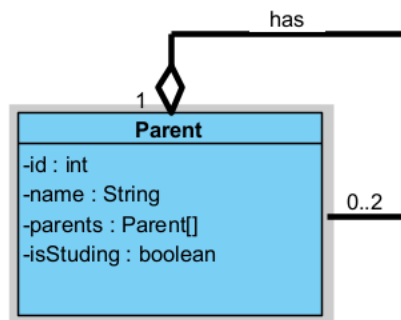 has
1
Parent
-id : int
-name : String
-parents : Parent[]
-isStuding : boolean
0..2